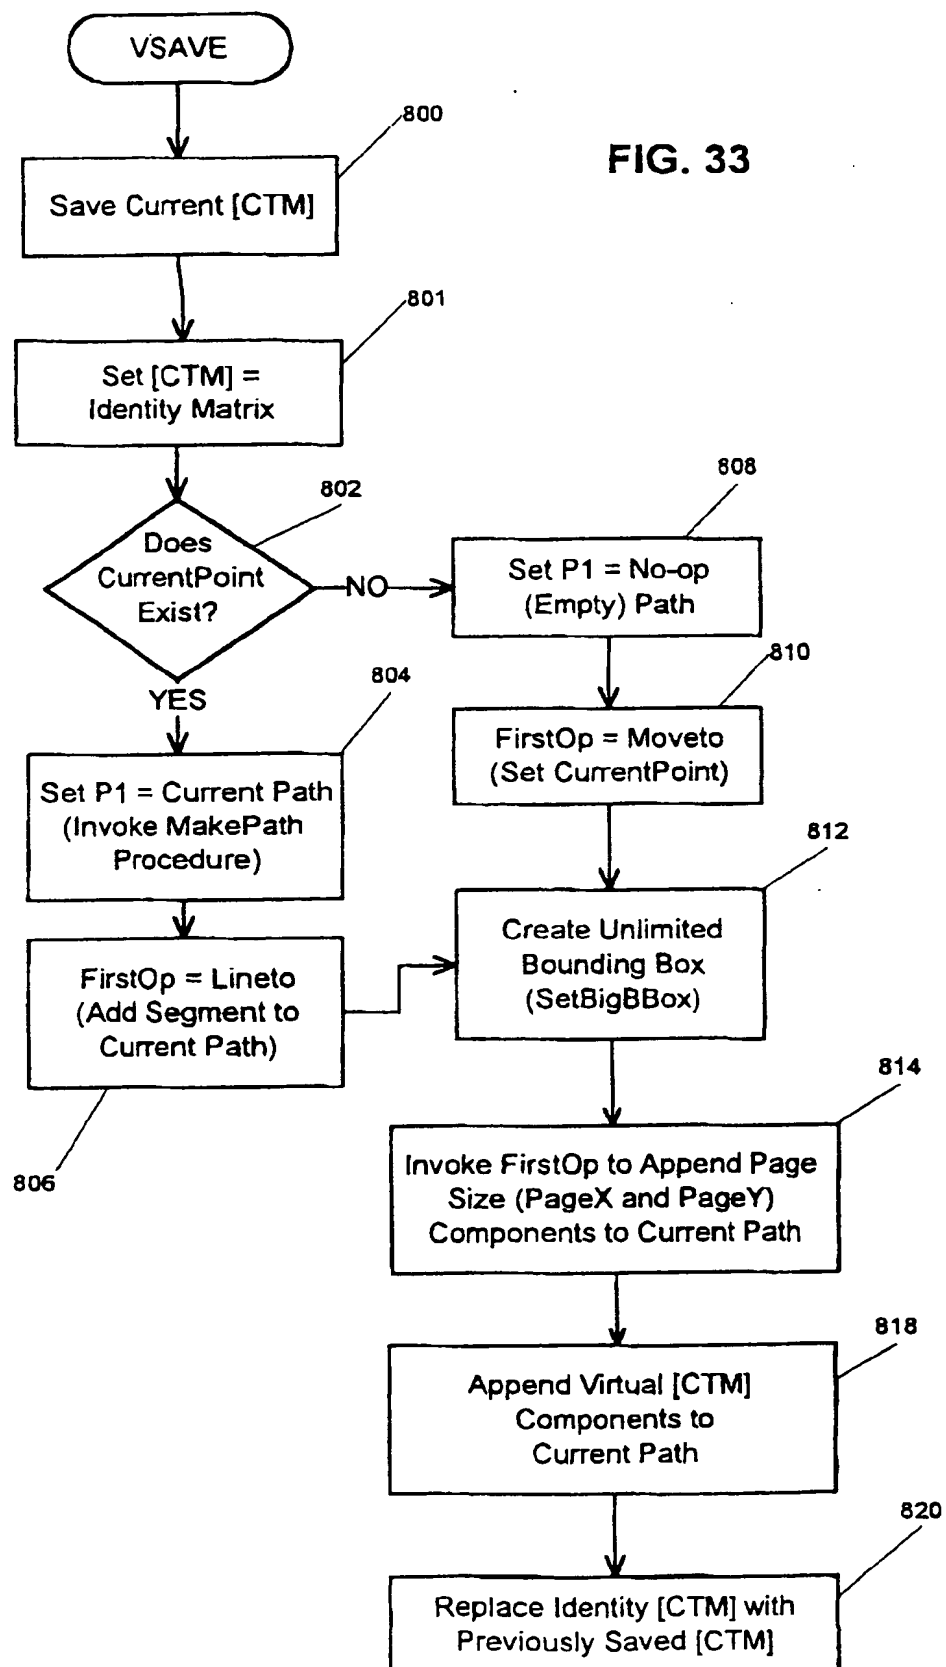 VSAVE
800
FIG. 33
Save Current [CTM]
801
Set [CTM] =
Identity Matrix
802
Does
CurrentPoint
Exist?
NO
808
Set P1 = No-op
(Empty) Path
YES
804
810
FirstOp = Moveto
(Set CurrentPoint)
Set P1 = Current Path
(Invoke MakePath
Procedure)
812
Create Unlimited
Bounding Box
(SetBigBBox)
FirstOp = Lineto
(Add Segment to
Current Path)
806
814
Invoke FirstOp to Append Page
Size (PageX and PageY)
Components to Current Path
818
Append Virtual [CTM]
Components to
Current Path
820
Replace Identity [CTM] with
Previously Saved [CTM]